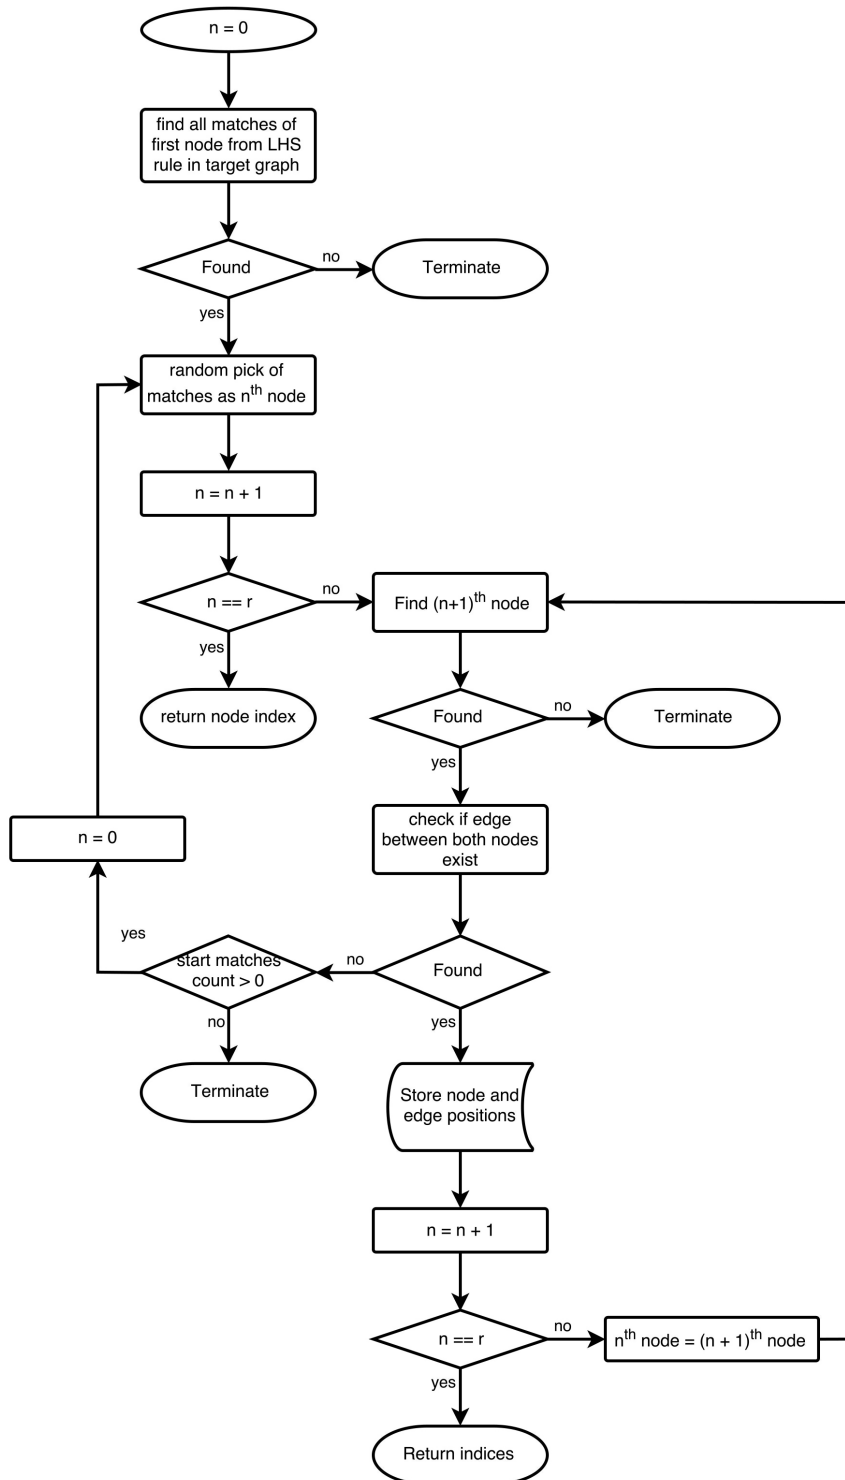 n = 0
find all matches of
first node from LHS
rule in target graph
Found
no
Terminate
yes
random pick of
matches as nth node
n = n + 1
n == r
no
Find (n+1)th node
yes
return node index
Found
no
Terminate
yes
n = 0
check if edge
between both nodes
exist
yes
start matches
count > 0
no
Found
no
yes
Terminate
Store node and
edge positions
n = n + 1
n == r
no
nth node = (n + 1)th node
yes
Return indices